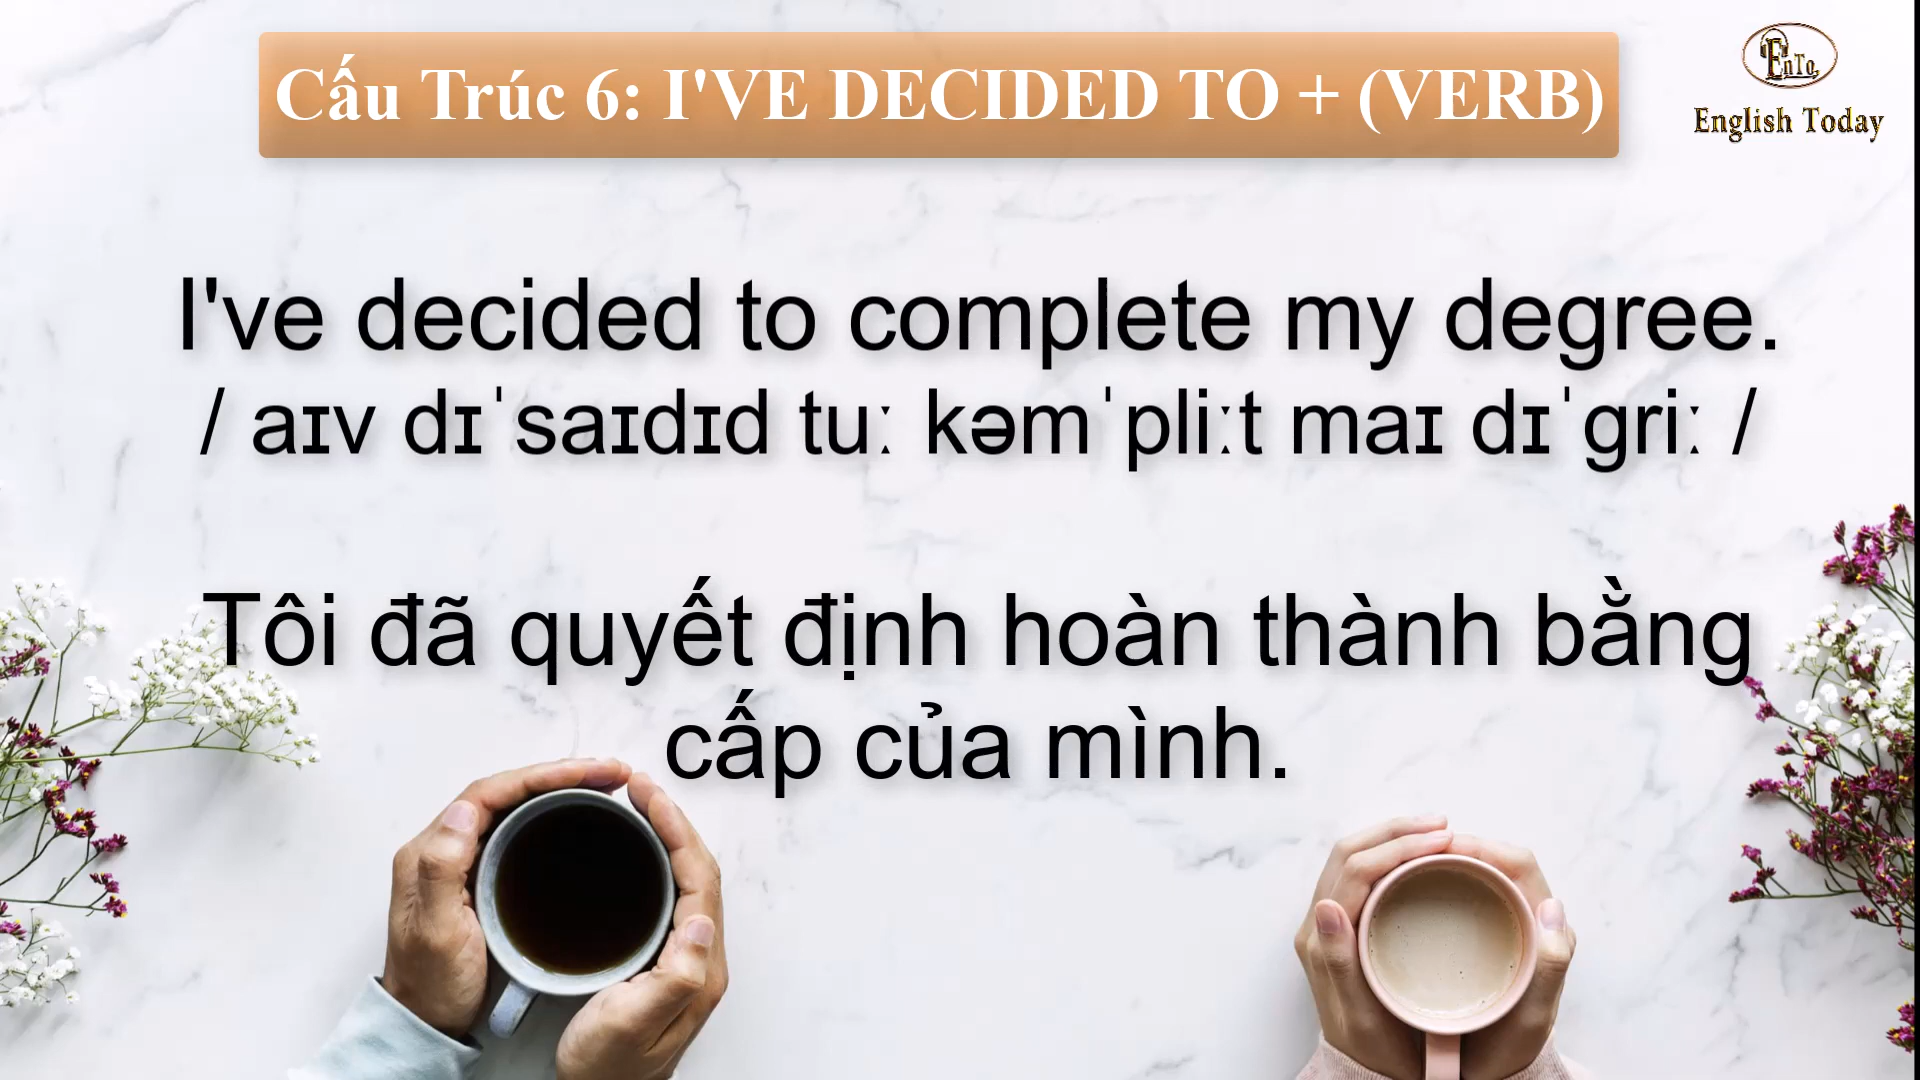 Cấu Trúc 6: I'VE DECIDED TO + (VERB)
EnTo
English Today
I've decided to complete my degree.
/ aɪv dɪˈsaɪdɪd tuː kəmˈpliːt maɪ dɪˈgriː /
Tôi đã quyết định hoàn thành bằng
cấp của mình.